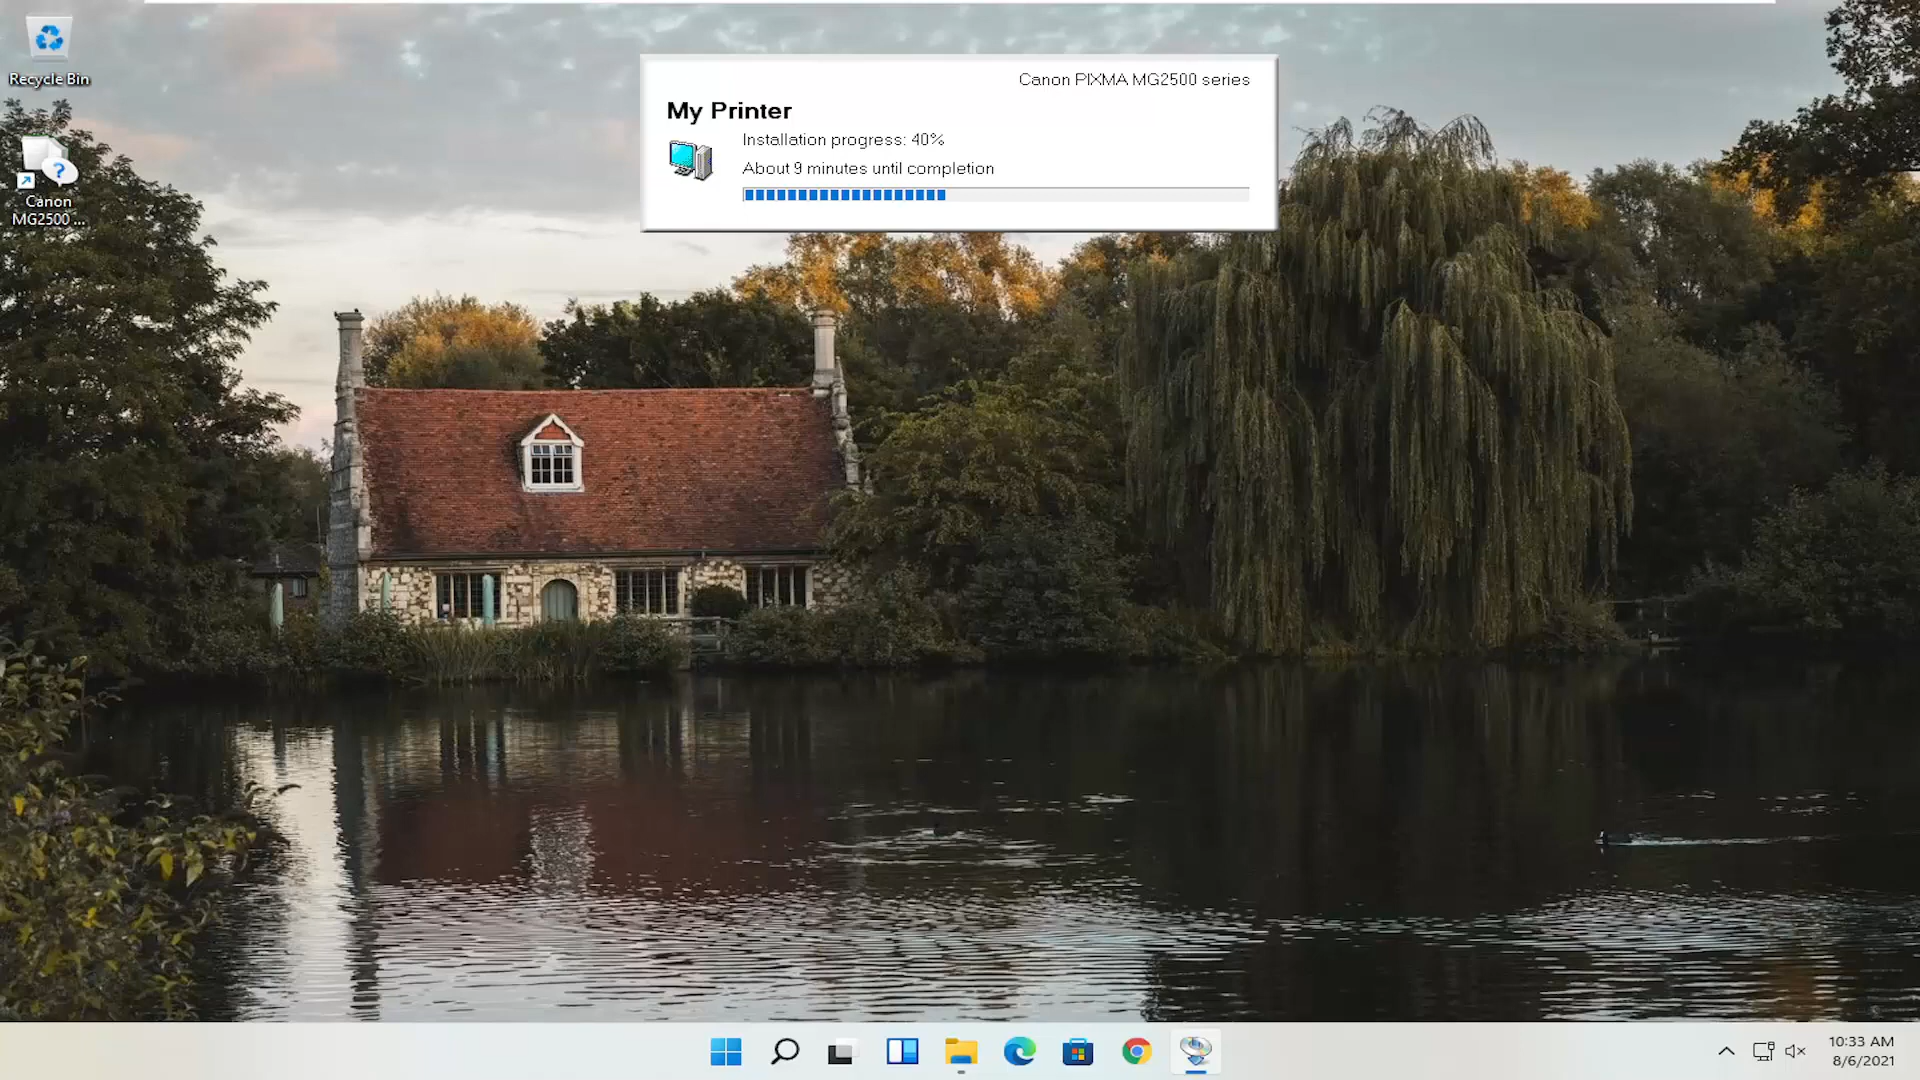 Recycle Bin
Canon
MG2500 ...
Canon PIXMA MG2500 series
My Printer
Installation progress: 40%
About 9 minutes until completion
10:33 AM
8/6/2021